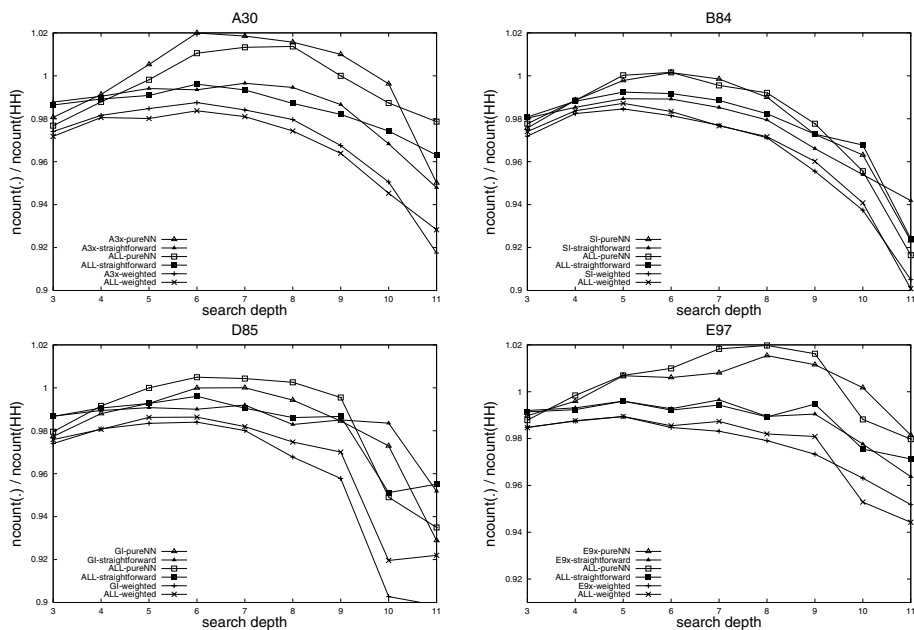 A30
ncount(.) / ncount(HH)
1.02
1
0.98
0.96
0.94
0.92
0.9
A3x-pureNN
A3x-straightforward
ALL-pureNN
ALL-straightforward
A3x-weighted
ALL-weighted
3 4 5 6 7 8 9 10 11
search depth
B84
ncount(.) / ncount(HH)
1.02
1
0.98
0.96
0.94
0.92
0.9
SI-pureNN
SI-straightforward
ALL-pureNN
ALL-straightforward
SI-weighted
ALL-weighted
3 4 5 6 7 8 9 10 11
search depth
D85
ncount(.) / ncount(HH)
1.02
1
0.98
0.96
0.94
0.92
0.9
GI-pureNN
GI-straightforward
ALL-pureNN
ALL-straightforward
GI-weighted
ALL-weighted
3 4 5 6 7 8 9 10 11
search depth
E97
ncount(.) / ncount(HH)
1.02
1
0.98
0.96
0.94
0.92
E9x-pureNN
E9x-straightforward
ALL-pureNN
ALL-straightforward
E9x-weighted
ALL-weighted
3 4 5 6 7 8 9 10 11
search depth